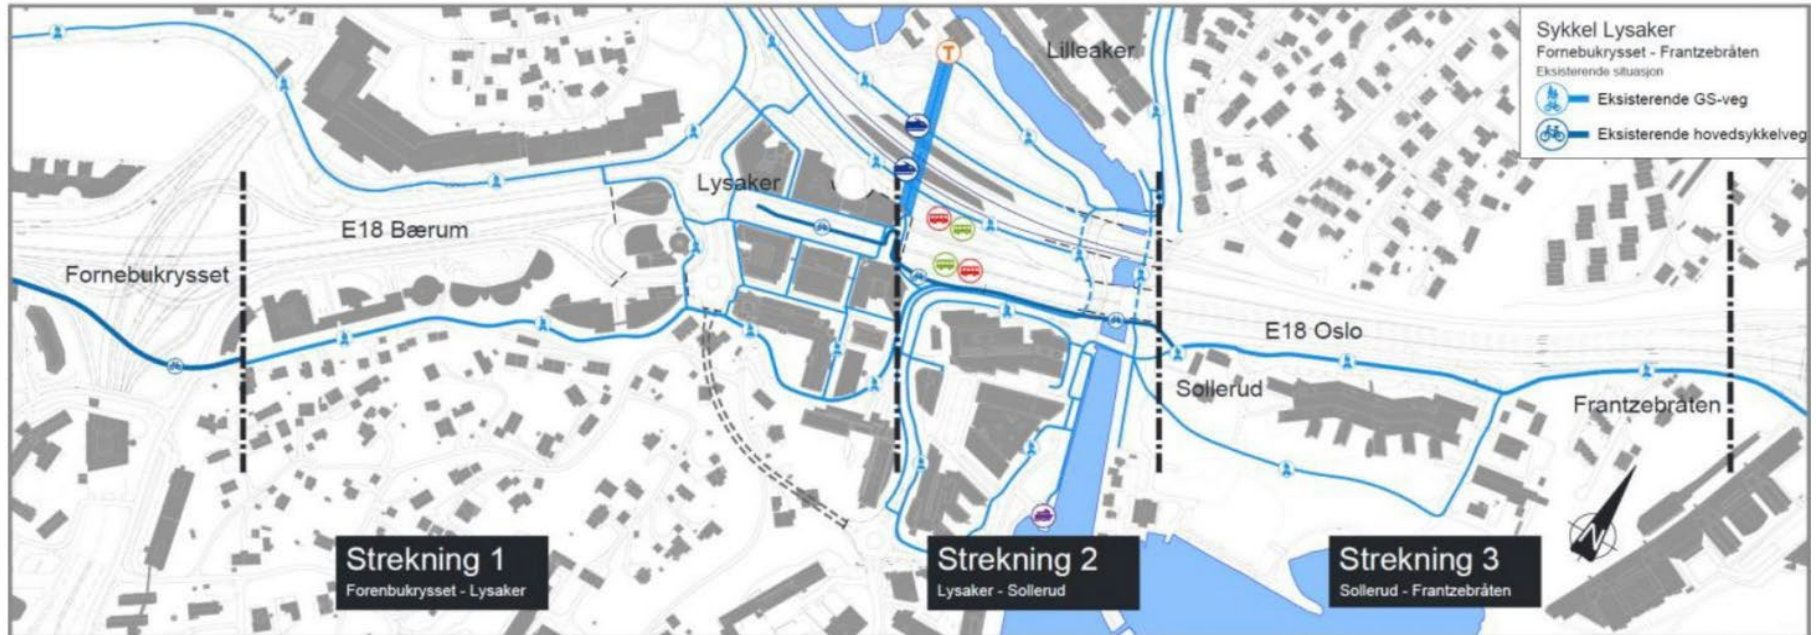 Sykkel Lysaker
Fornebukrysset - Frantzebråten
Eksisterende situasjon
Eksisterende GS-veg
Eksisterende hovedsykkelveg
Lilleaker
T
Lysaker
E18 Bærum
Fornebukrysset
E18 Oslo
Sollerud
Frantzebråten
N
Strekning 1
Forenbukrysset - Lysaker
Strekning 2
Lysaker - Sollerud
Strekning 3
Sollerud - Frantzebråten